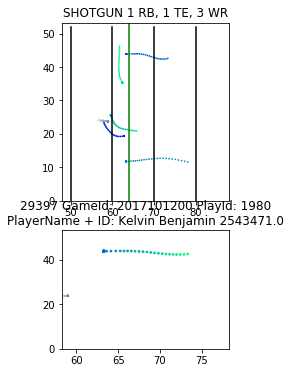 SHOTGUN 1 RB, 1 TE, 3 WR
50
40
30
20
10
0
50 60 70 80
29397 GameId: 2017101200 PlayId: 1980
PlayerName + ID: Kelvin Benjamin 2543471.0
40
20
0
60 65 70 75